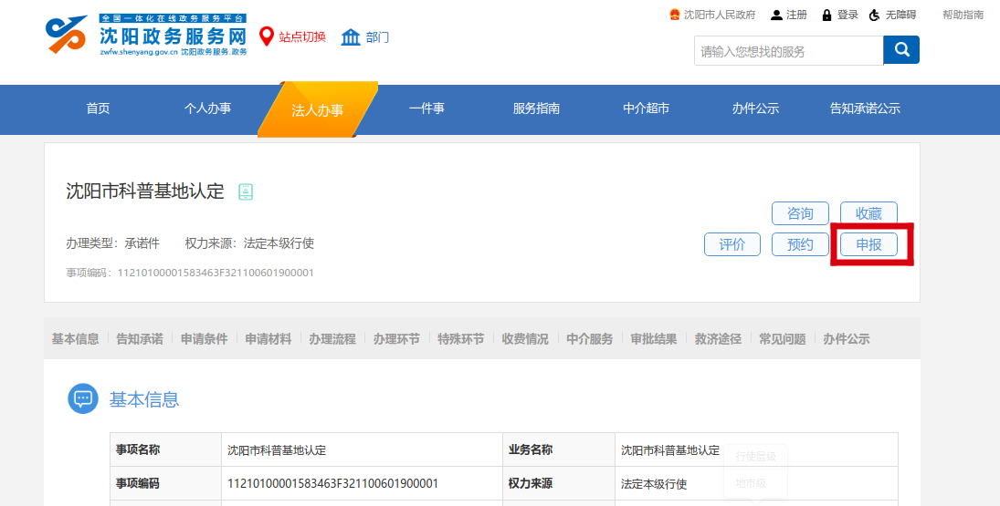 全国一体化在线政务服务平台
沈阳政务服务网
zwfw.shenyang.gov.cn 沈阳政务服务.政务
站点切换
部门
沈阳市人民政府 注册 登录 无障碍 帮助指南
请输入您想找的服务
首页 个人办事 法人办事 一件事 服务指南 中介超市 办件公示 告知承诺公示
沈阳市科普基地认定
咨询 收藏
办理类型：承诺件 权力来源：法定本级行使
评价 预约 申报
事项编码：11210100001583463F321100601900001
基本信息 告知承诺 申请条件 申请材料 办理流程 办理环节 特殊环节 收费情况 中介服务 审批结果 救济途径 常见问题 办件公示
基本信息
事项名称 沈阳市科普基地认定 业务名称 沈阳市科普基地认定
行使层级
事项编码 11210100001583463F321100601900001 权力来源 法定本级行使
地市级